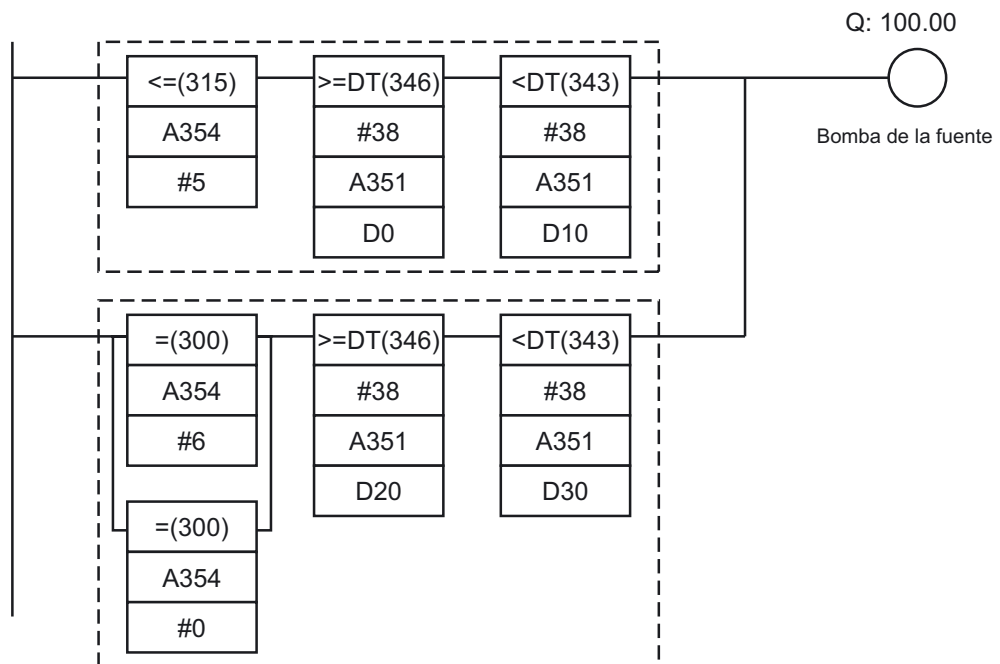 Q: 100.00
<=(315)
A354
#5
>=DT(346)
#38
A351
D0
<DT(343)
#38
A351
D10
Bomba de la fuente
=(300)
A354
#6
>=DT(346)
#38
A351
D20
<DT(343)
#38
A351
D30
=(300)
A354
#0